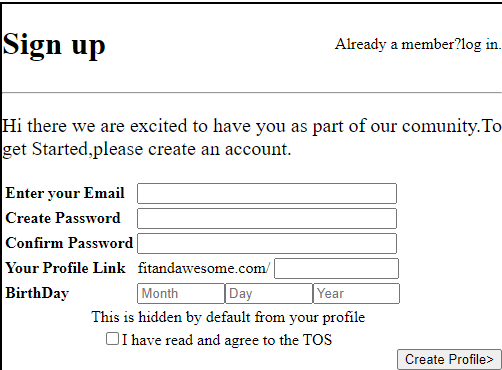 Sign up
Already a member?log in.
Hi there we are excited to have you as part of our comunity.To
get Started,please create an account.
Enter your Email
Create Password
Confirm Password
Your Profile Link fitandawesome.com/
BirthDay Month Day Year
This is hidden by default from your profile
I have read and agree to the TOS
Create Profile>